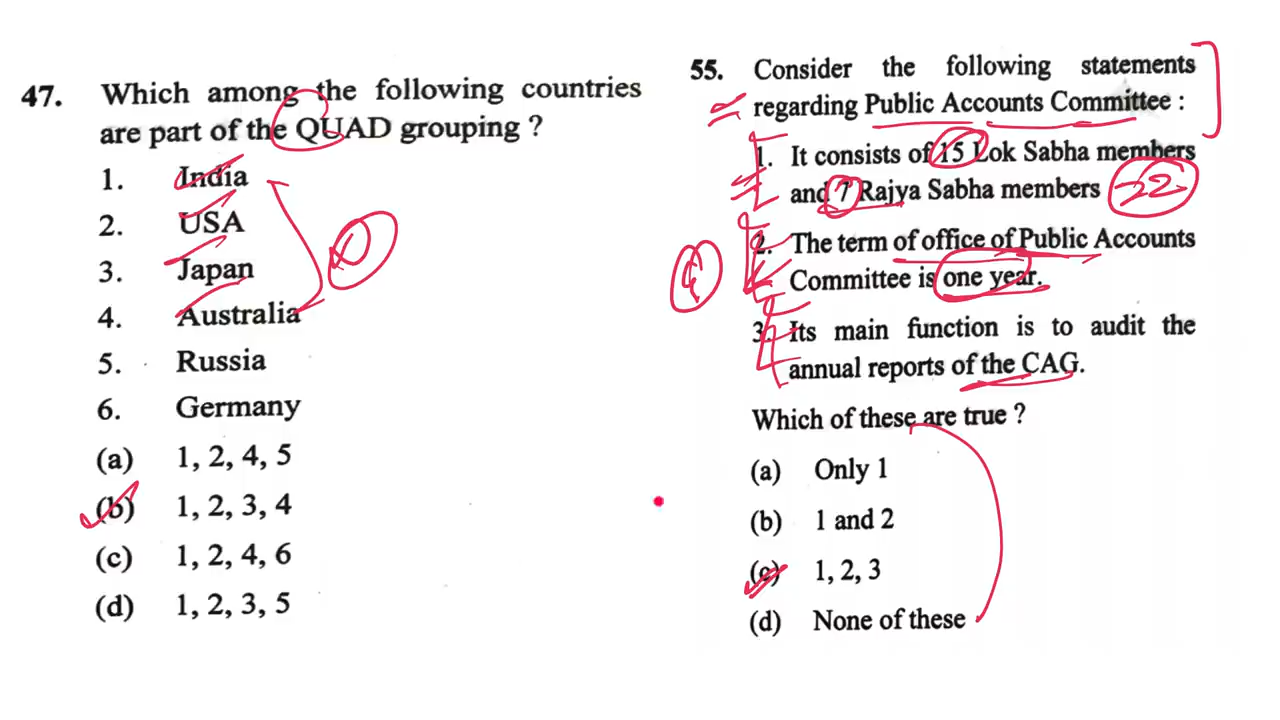 47. Which among the following countries
are part of the QUAD grouping ?
1. India
2. USA
3. Japan
4. Australia
5. Russia
6. Germany
(a) 1, 2, 4, 5
(b) 1, 2, 3, 4
(c) 1, 2, 4, 6
(d) 1, 2, 3, 5
55. Consider the following statements
regarding Public Accounts Committee :
1. It consists of 15 Lok Sabha members
and 7 Rajya Sabha members
22
2. The term of office of Public Accounts
Committee is one year.
3. Its main function is to audit the
annual reports of the CAG.
Which of these are true ?
(a) Only 1
(b) 1 and 2
(c) 1, 2, 3
(d) None of these